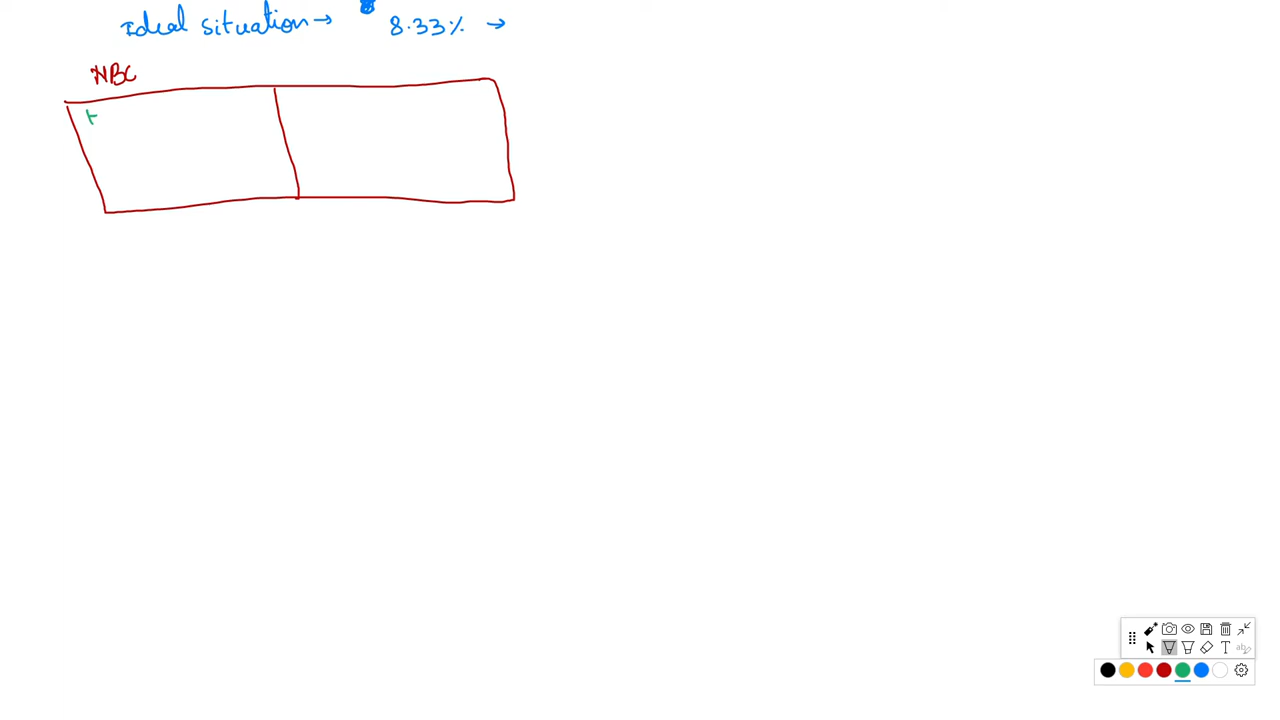 Ideal situation → 8.33% →
NBC